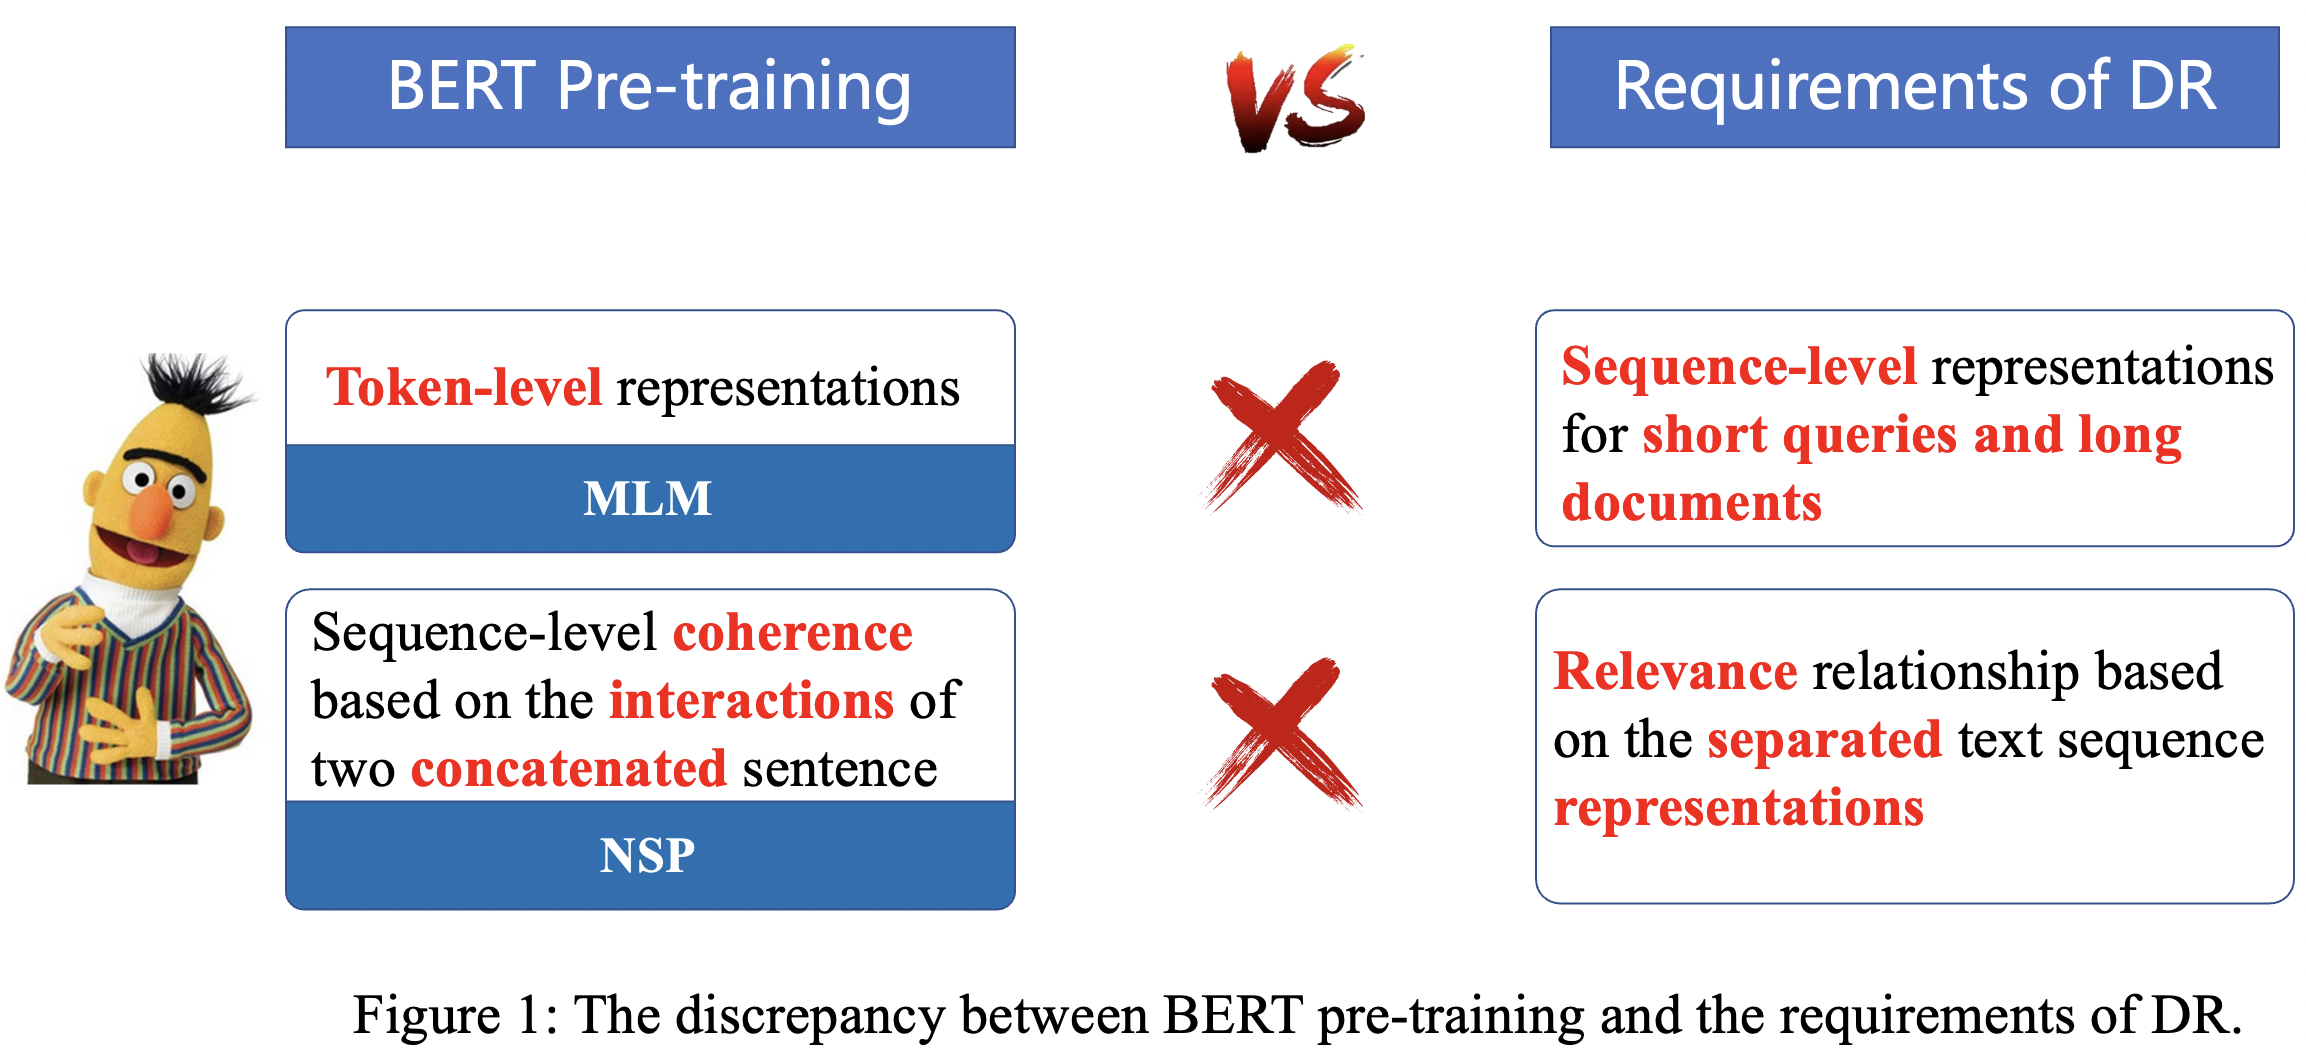 BERT Pre-training
VS
Requirements of DR
Token-level representations
MLM
Sequence-level representations
for short queries and long
documents
Sequence-level coherence
based on the interactions of
two concatenated sentence
NSP
Relevance relationship based
on the separated text sequence
representations
Figure 1: The discrepancy between BERT pre-training and the requirements of DR.